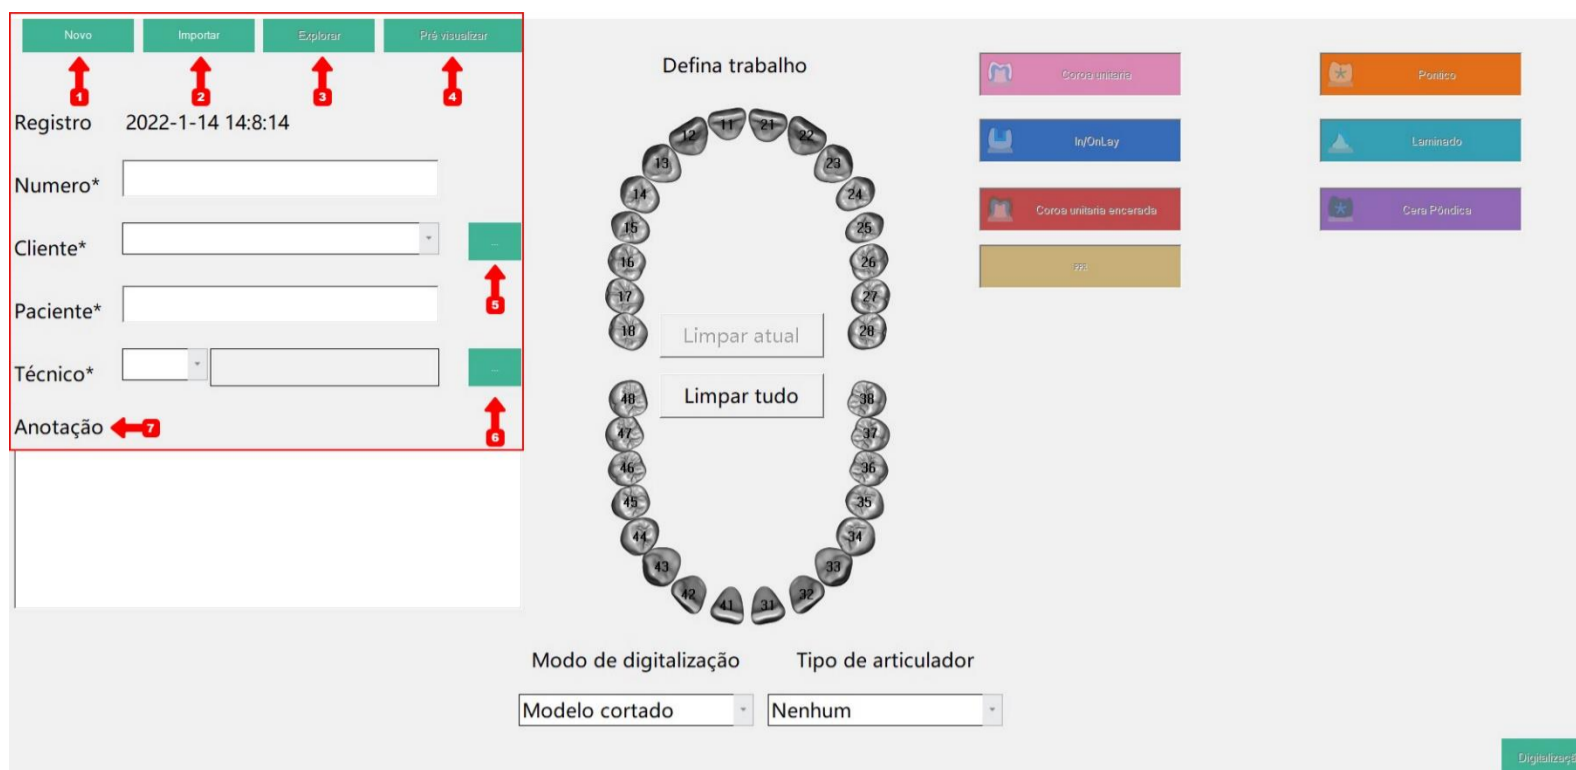 Novo
Importar
Explorar
Pré visualizar
1
2
3
4
Registro 2022-1-14 14:8:14
Numero*
Cliente*
...
5
Paciente*
Técnico*
...
6
Anotação
7
Defina trabalho
11
21
12
22
13
23
14
24
15
25
16
26
17
27
18
28
Limpar atual
Limpar tudo
48
38
47
37
46
36
45
35
44
34
43
33
42
32
41
31
Modo de digitalização
Tipo de articulador
Modelo cortado
Nenhum
Coroa unitaria
Pontico
In/OnLay
Laminado
Coroa unitaria encerada
Cera Pôndica